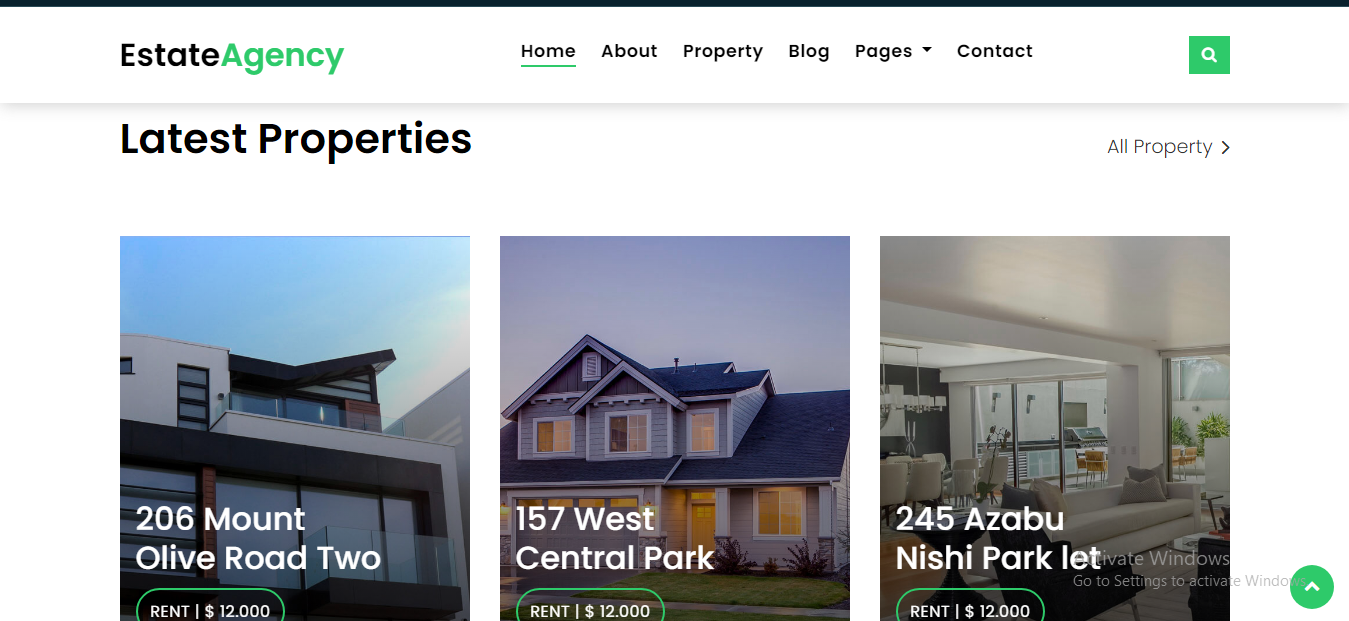 EstateAgency
Home About Property Blog Pages Contact
Latest Properties
All Property
206 Mount
Olive Road Two
RENT | $ 12.000
157 West
Central Park
RENT | $ 12.000
245 Azabu
Nishi Park let
RENT | $ 12.000
Activate Windows
Go to Settings to activate Windows.